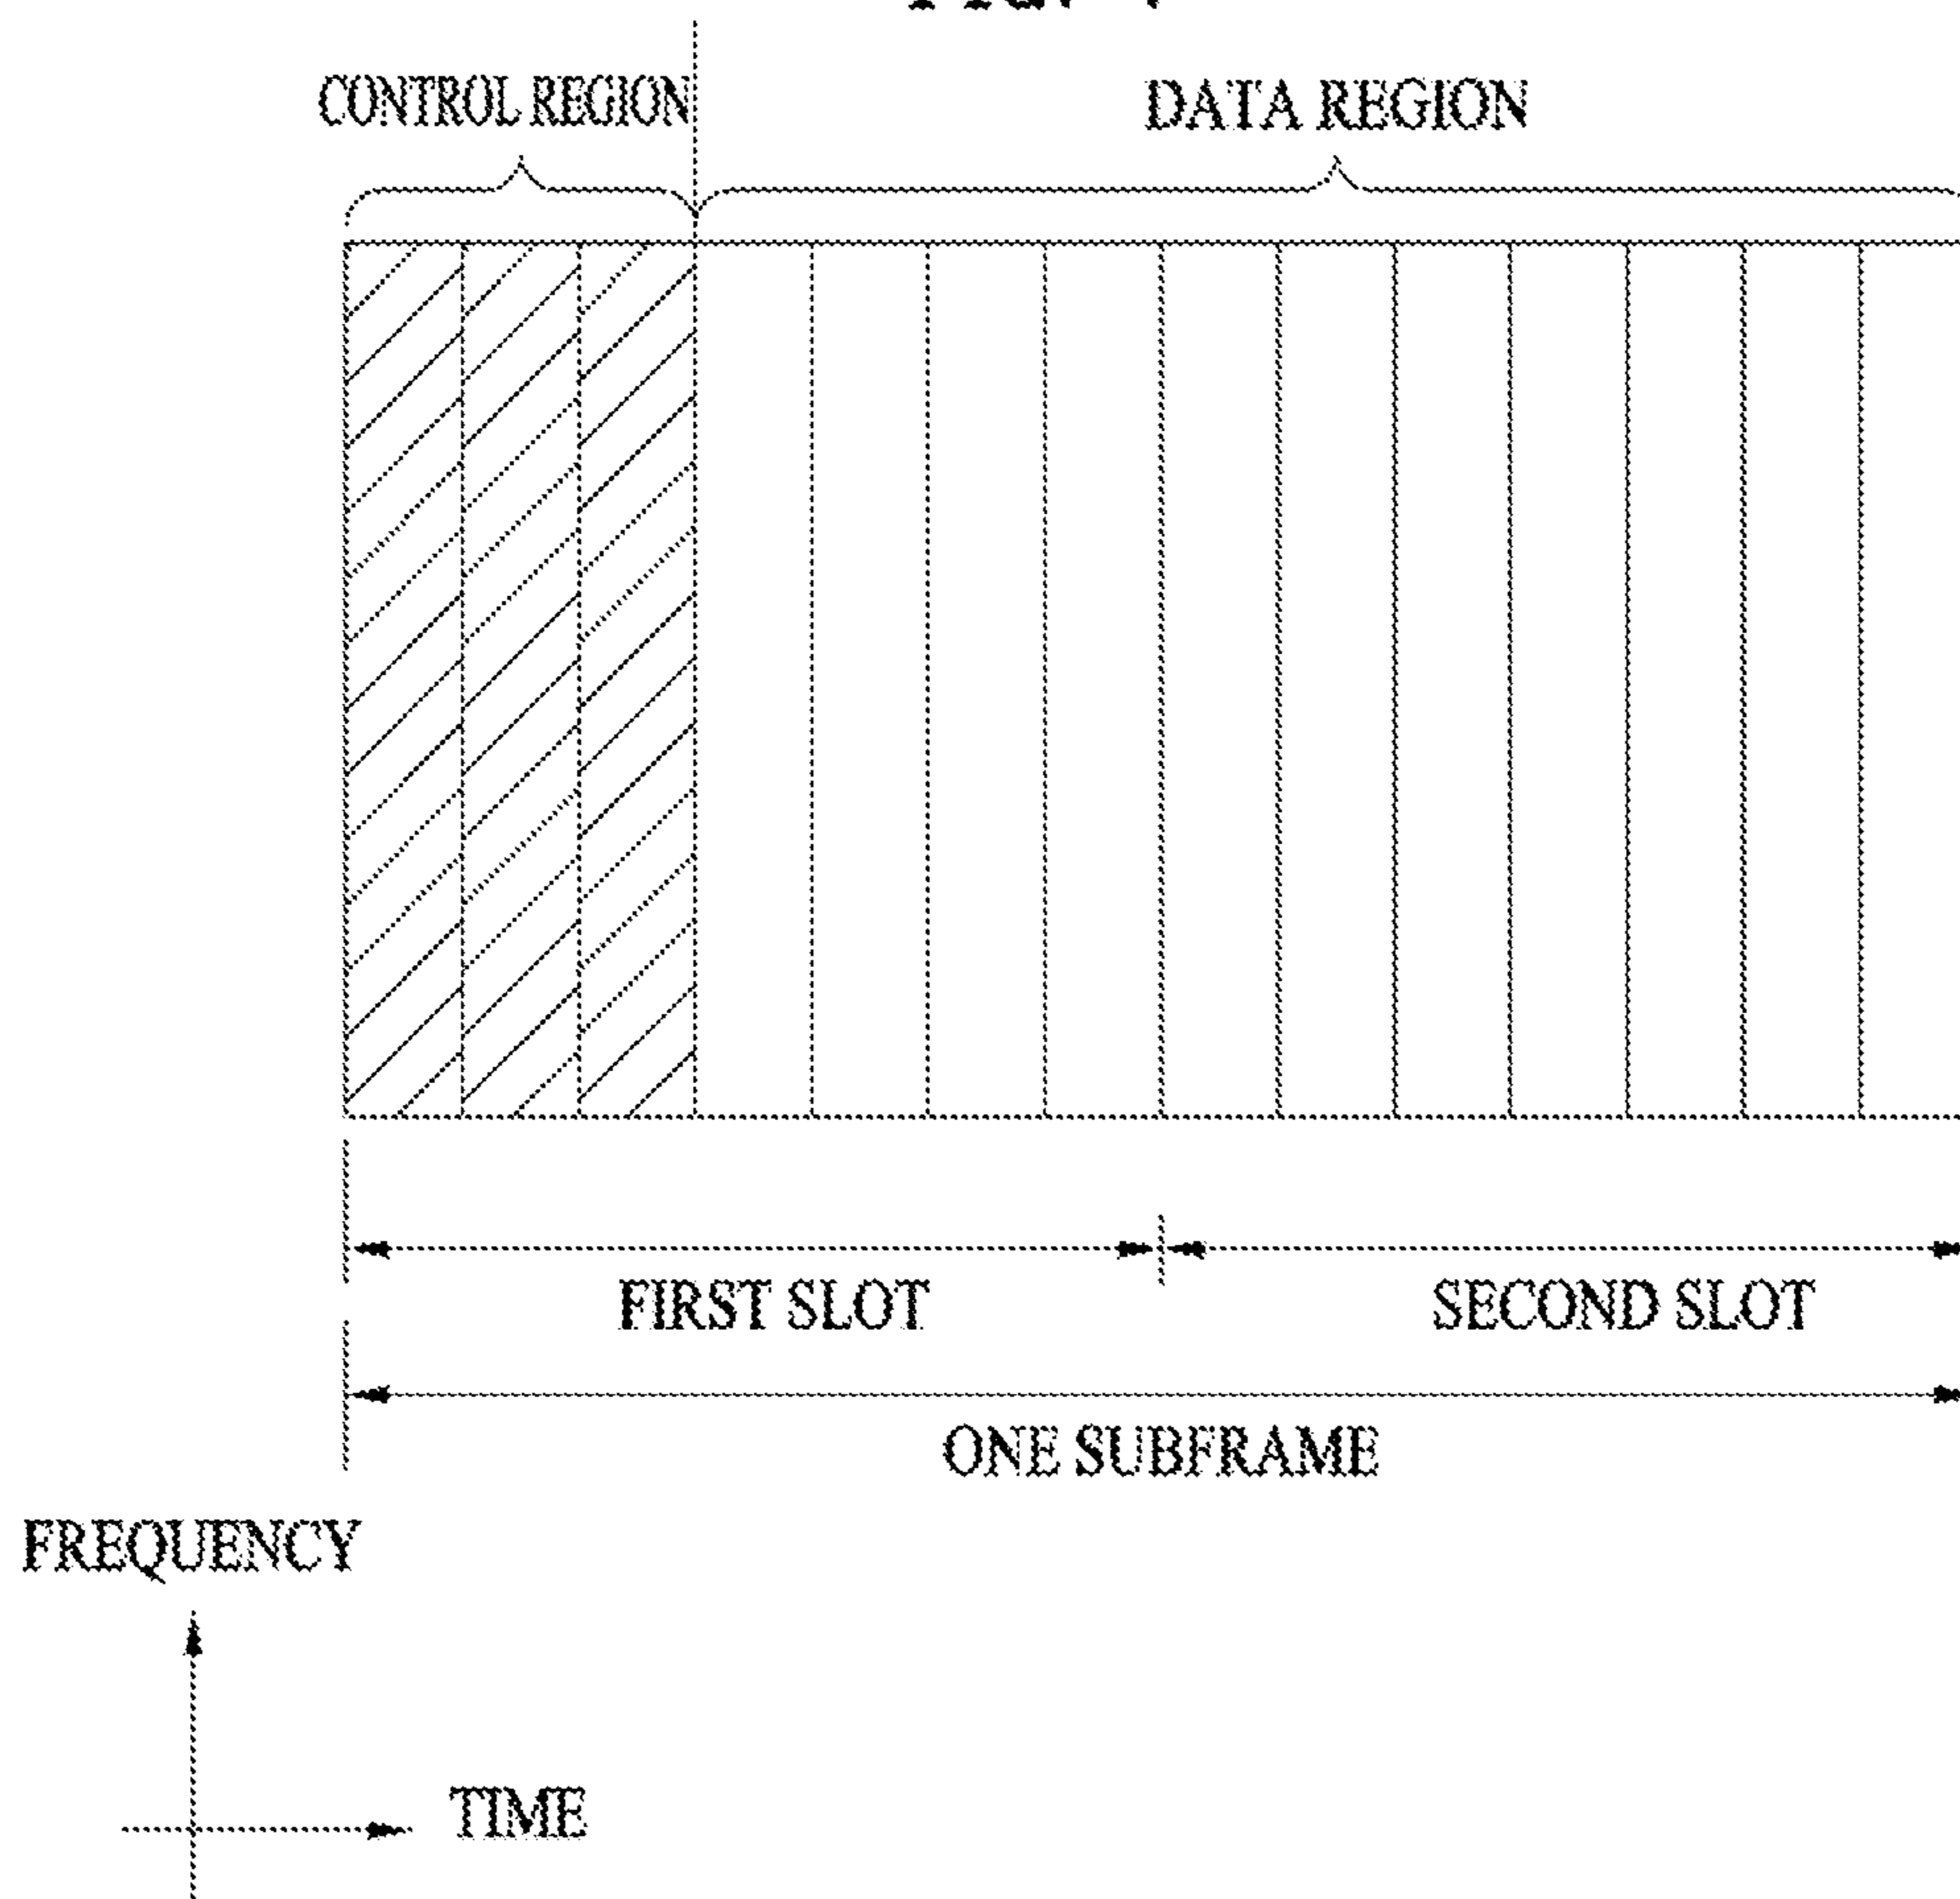 CONTROL REGION
DATA REGION
FIRST SLOT
SECOND SLOT
ONE SUBFRAME
FREQUENCY
TIME